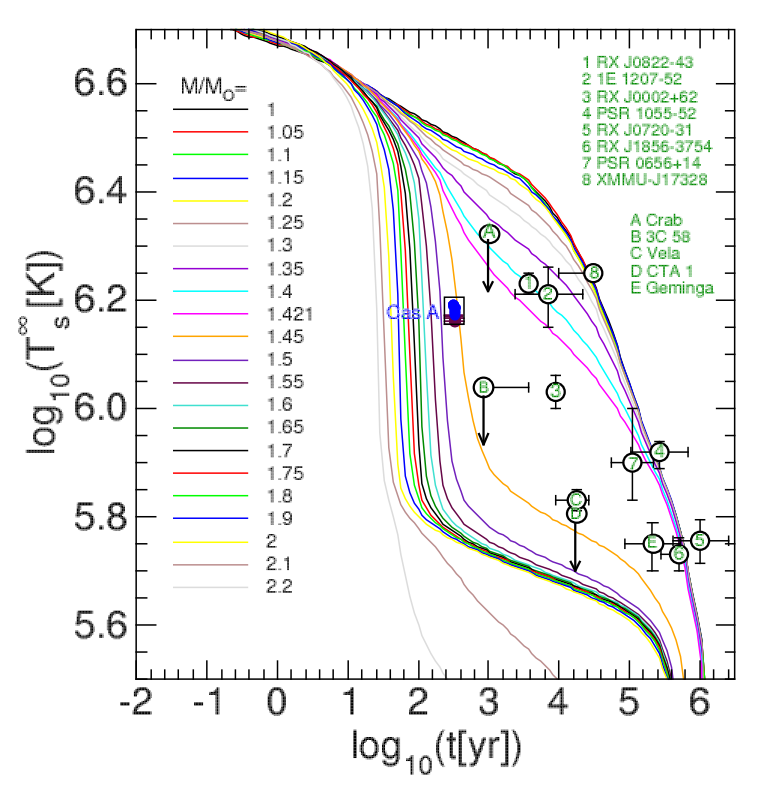 1 RX J0822-43
2 1E 1207-52
3 RX J0002+62
4 PSR 1055-52
5 RX J0720-31
6 RX J1856-3754
7 PSR 0656+14
8 XMMU-J17328
A Crab
B 3C 58
C Vela
D CTA 1
E Geminga
M/M_O=
1
1.05
1.1
1.15
1.2
1.25
1.3
1.35
1.4
1.421
1.45
1.5
1.55
1.6
1.65
1.7
1.75
1.8
1.9
2
2.1
2.2
A
1
2
8
Cas A
B
3
4
7
C
D
E
6
5
6.6
6.4
6.2
6.0
5.8
5.6
log₁₀(T_s^∞ [K])
-2 -1 0 1 2 3 4 5 6
log₁₀(t[yr])